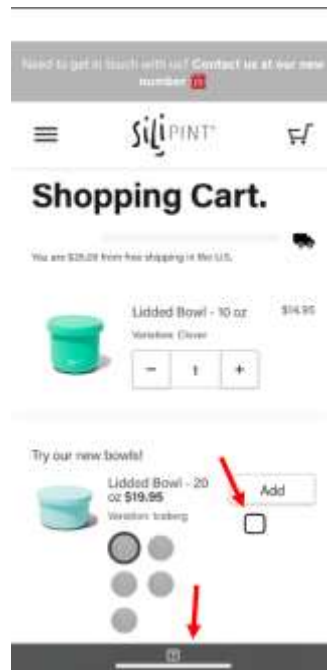 Need to get in touch with us? Contact us at our new
number
SiliPINT
Shopping Cart.
You are $35.05 from free shipping in the U.S.
Lidded Bowl - 10 oz $14.95
Variation: Clover
- 1 +
Try our new bowls!
Lidded Bowl - 20
oz $19.95
Add
Variation: Iceberg